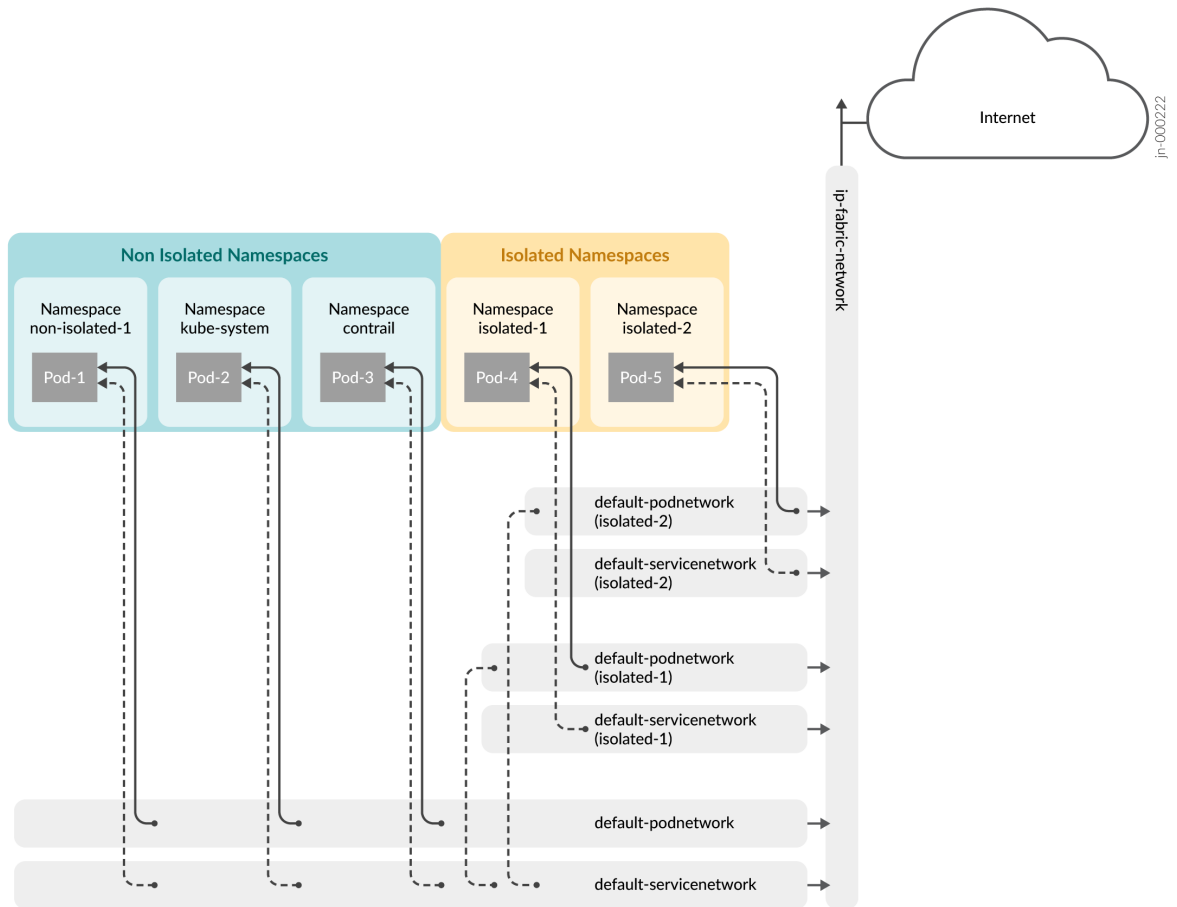 Internet
jn-000222
ip-fabric-network
Non Isolated Namespaces
Isolated Namespaces
Namespace
non-isolated-1
Namespace
kube-system
Namespace
contrail
Namespace
isolated-1
Namespace
isolated-2
Pod-1
Pod-2
Pod-3
Pod-4
Pod-5
default-podnetwork
(isolated-2)
default-servicenetwork
(isolated-2)
default-podnetwork
(isolated-1)
default-servicenetwork
(isolated-1)
default-podnetwork
default-servicenetwork